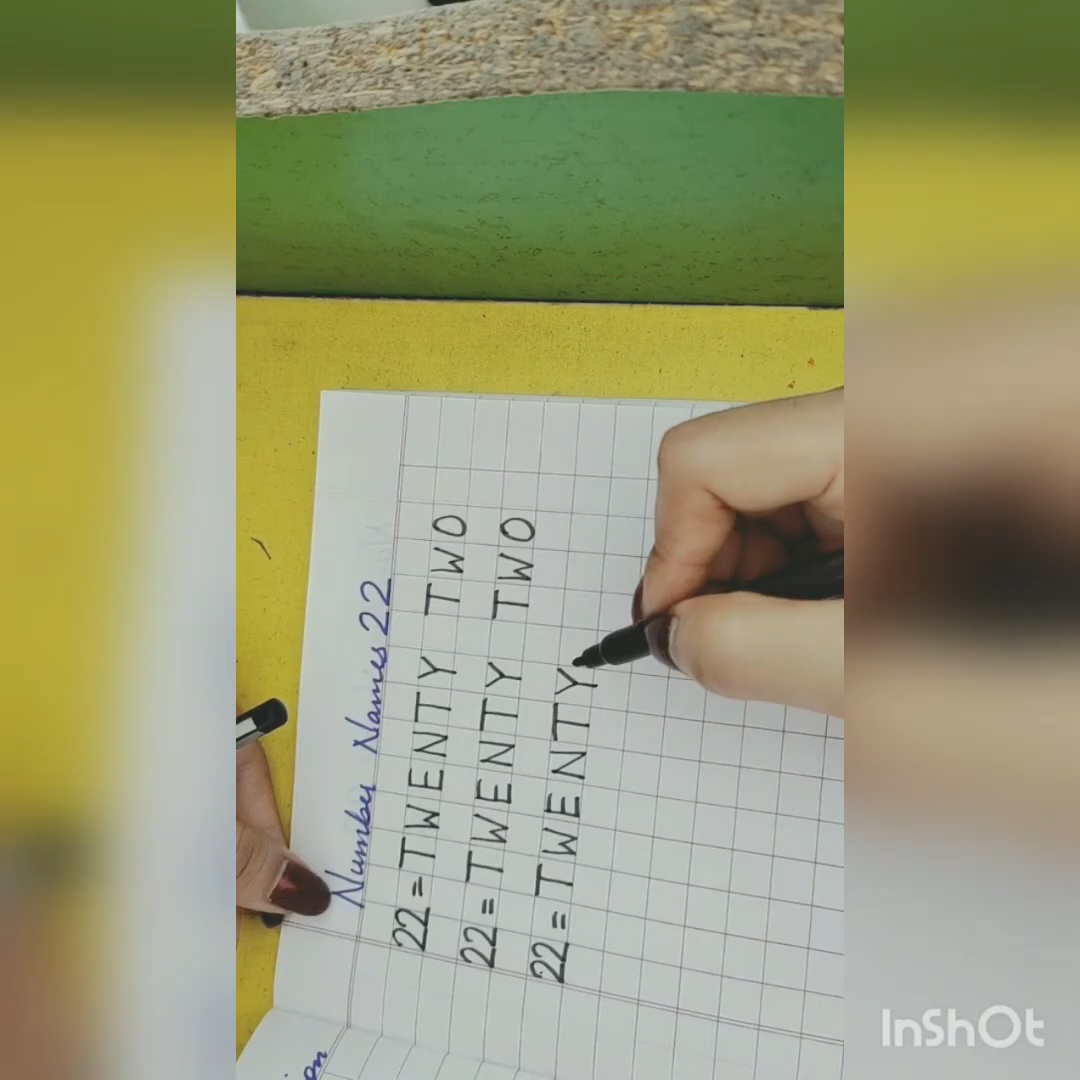 Number Names 22
22 = TWENTY TWO
22 = TWENTY TWO
22 = TWENTY
InShOt